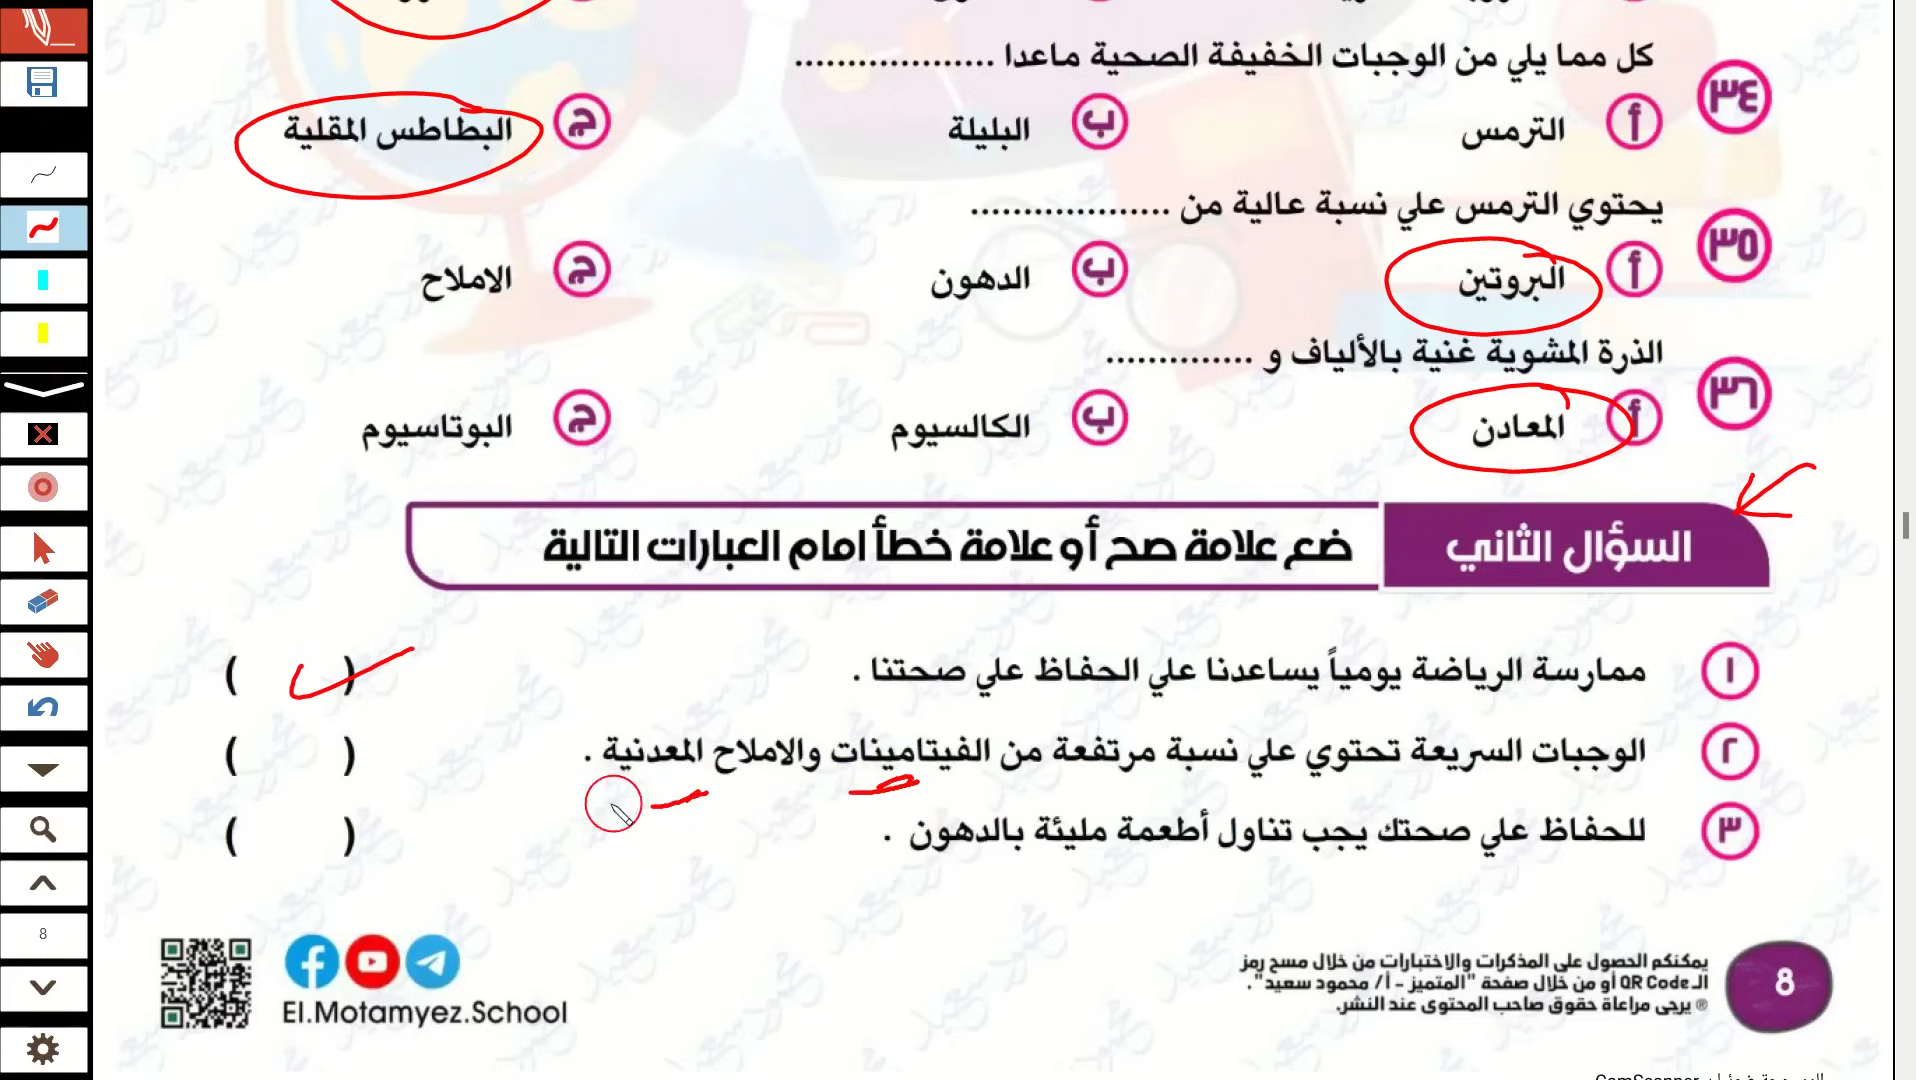 كل مما يلي من الوجبات الخفيفة الصحية ماعدا ...................
٣٤
أ الترمس ب البليلة ج البطاطس المقلية
يحتوي الترمس علي نسبة عالية من ...................
٣٥
أ البروتين ب الدهون ج الاملاح
الذرة المشوية غنية بالألياف و ..............
٣٦
أ المعادن ب الكالسيوم ج البوتاسيوم
السؤال الثاني ضع علامة صح أو علامة خطأ امام العبارات التالية
١ ممارسة الرياضة يومياً يساعدنا علي الحفاظ علي صحتنا . ( )
٢ الوجبات السريعة تحتوي علي نسبة مرتفعة من الفيتامينات والاملاح المعدنية . ( )
٣ للحفاظ علي صحتك يجب تناول أطعمة مليئة بالدهون . ( )
يمكنكم الحصول على المذكرات والاختبارات من خلال مسح رمز
الـ QR Code أو من خلال صفحة "المتميز - أ/ محمود سعيد".
® يرجى مراعاة حقوق صاحب المحتوى عند النشر.
8
El.Motamyez.School
8